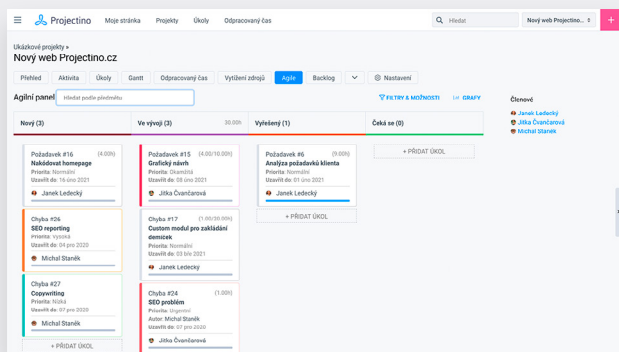 Projectino Moje stránka Projekty Úkoly Odpracovaný čas Hledat Nový web Projectino...
Ukázkové projekty »
Nový web Projectino.cz
Přehled Aktivita Úkoly Gantt Odpracovaný čas Vytížení zdrojů Agile Backlog Nastavení
Agilní panel Hledat podle předmětu FILTRY & MOŽNOSTI GRAFY
Členové
Janek Ledecký
Jitka Čvančarová
Michal Staněk
Nový (3) Ve vývoji (3) 30.00h Vyřešený (1) Čeká se (0)
Požadavek #16 (4.00h)
Nakódovat homepage
Priorita: Normální
Uzavřít do: 16 úno 2021
Janek Ledecký
Chyba #26
SEO reporting
Priorita: Vysoká
Uzavřít do: 04 pro 2020
Michal Staněk
Chyba #27
Copywriting
Priorita: Nízká
Uzavřít do: 07 pro 2020
Michal Staněk
+ PŘIDAT ÚKOL
Požadavek #15 (4.00/10.00h)
Grafický návrh
Priorita: Okamžitá
Uzavřít do: 08 úno 2021
Jitka Čvančarová
Chyba #17 (1.00/30.00h)
Custom modul pro zakládání
demiček
Priorita: Normální
Uzavřít do: 03 bře 2021
Janek Ledecký
Chyba #24 (1.00h)
SEO problém
Priorita: Urgentní
Autor: Michal Staněk
Uzavřít do: 07 pro 2020
Jitka Čvančarová
Požadavek #6 (9.00h)
Analýza požadavků klienta
Priorita: Normální
Uzavřít do: 01 úno 2021
Janek Ledecký
+ PŘIDAT ÚKOL
+ PŘIDAT ÚKOL